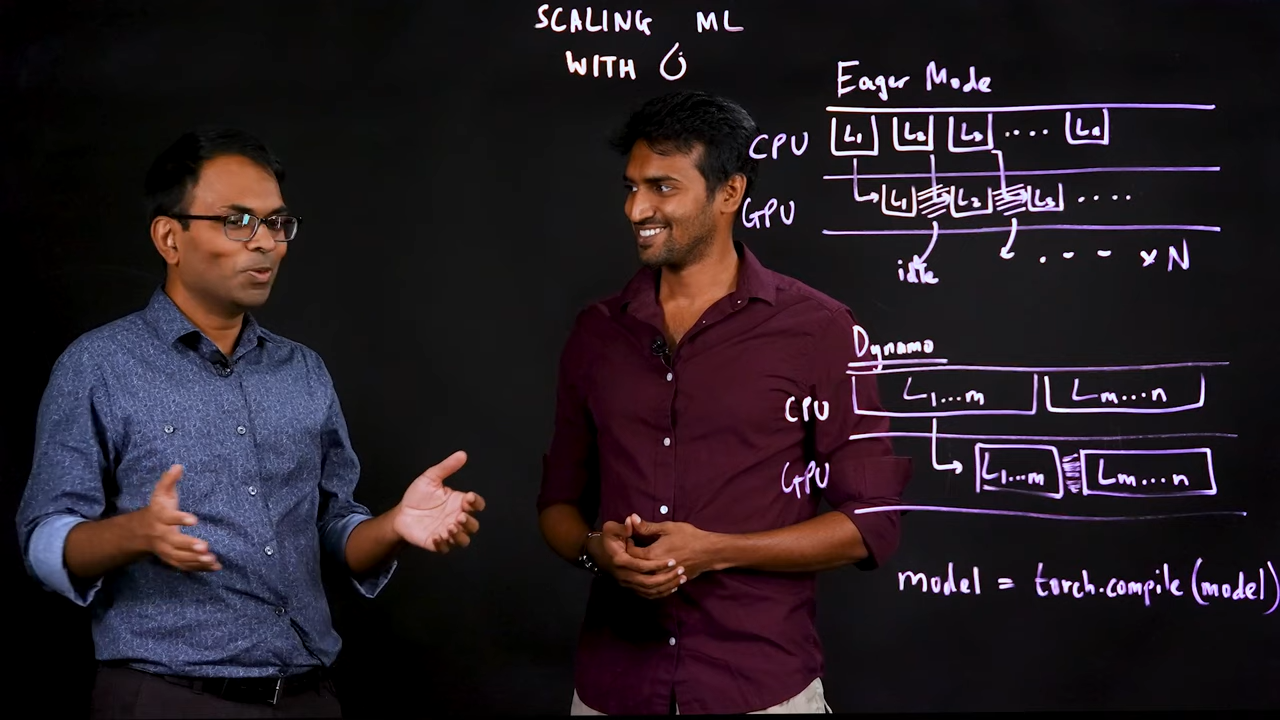 SCALING ML
WITH
Eager Mode
CPU L1 L2 L3 .... Ln
GPU L1 L2 L3 ....
idle . - - × N
Dynamo
CPU L1...m Lm...n
GPU L1...m Lm...n
model = torch.compile(model)